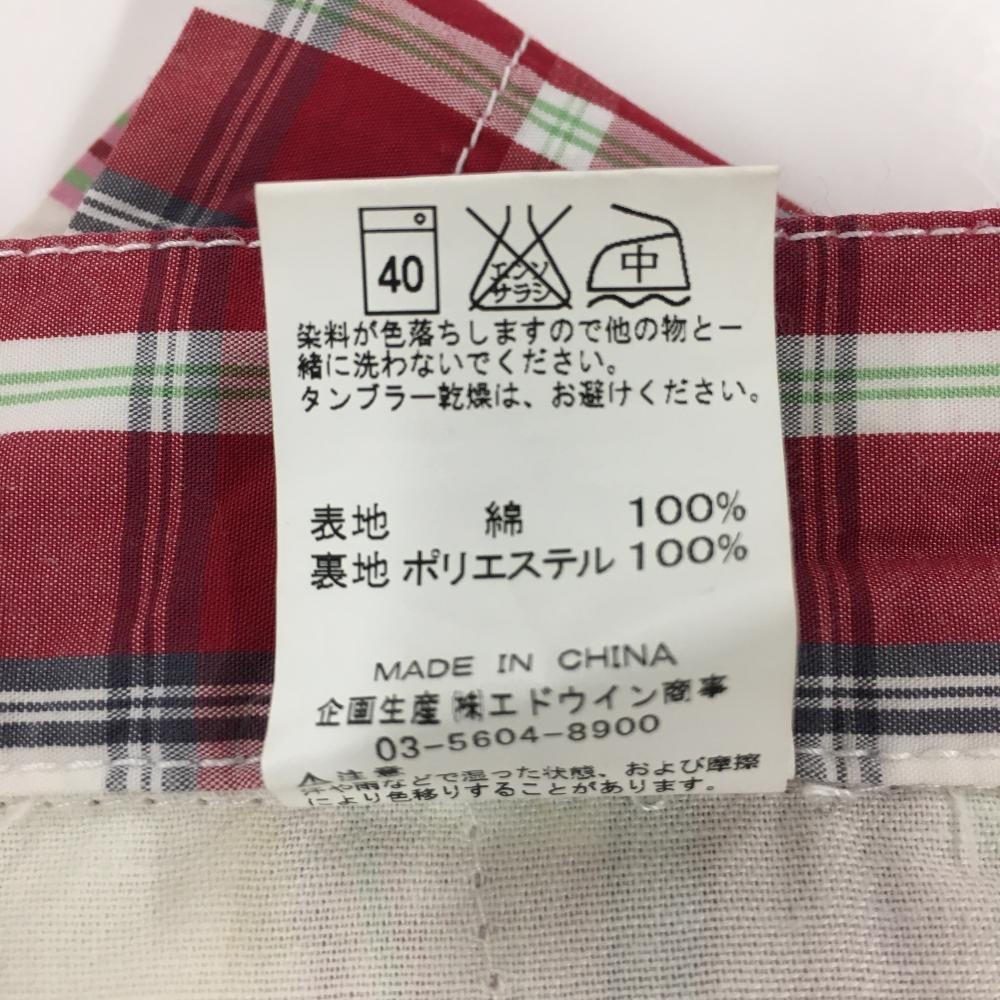 40
エンソ
サラシ
中
染料が色落ちしますので他の物と一
緒に洗わないでください。
タンブラー乾燥は、お避けください。
表地 綿 100%
裏地 ポリエステル 100%
MADE IN CHINA
企画生産 ㈱エドウイン商事
03-5604-8900
⚠注意
汗や雨などで湿った状態、および摩擦
により色移りすることがあります。